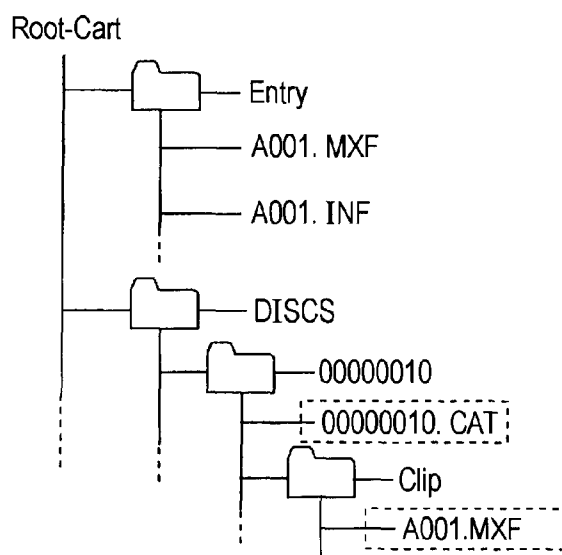 Root-Cart
Entry
A001. MXF
A001. INF
DISCS
00000010
00000010. CAT
Clip
A001.MXF